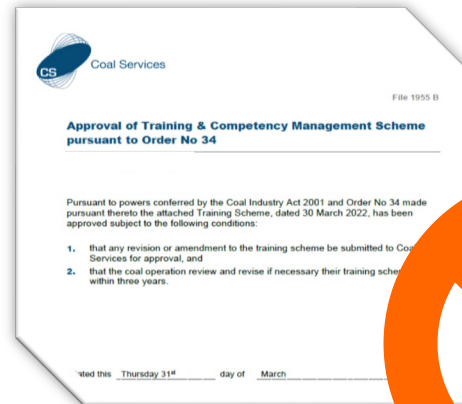 CS
Coal Services
File 1955 B
Approval of Training & Competency Management Scheme
pursuant to Order No 34
Pursuant to powers conferred by the Coal Industry Act 2001 and Order No 34 made
pursuant thereto the attached Training Scheme, dated 30 March 2022, has been
approved subject to the following conditions:
1. that any revision or amendment to the training scheme be submitted to
Services for approval, and
2. that the coal operation review and revise if necessary their training
within three years.
this Thursday 31st day of March